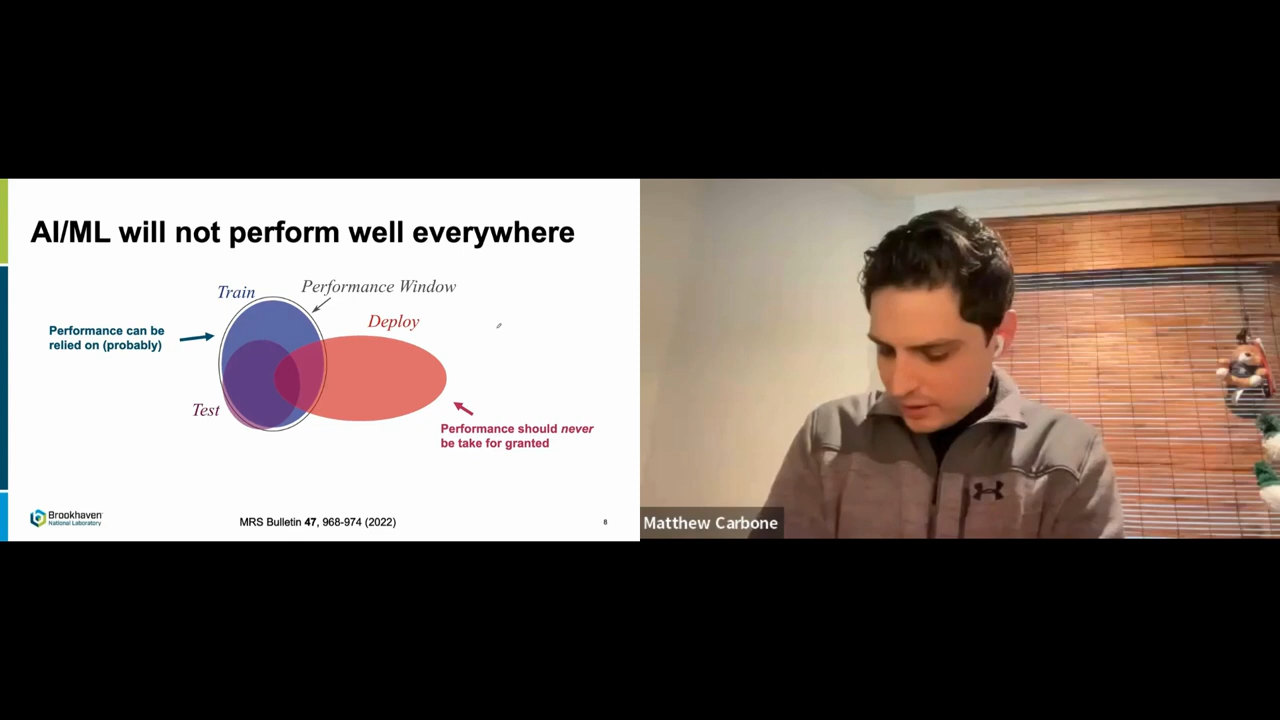 AI/ML will not perform well everywhere
Train
Performance Window
Deploy
Performance can be
relied on (probably)
Test
Performance should never
be take for granted
Brookhaven
National Laboratory
MRS Bulletin 47, 968-974 (2022)
8
Matthew Carbone